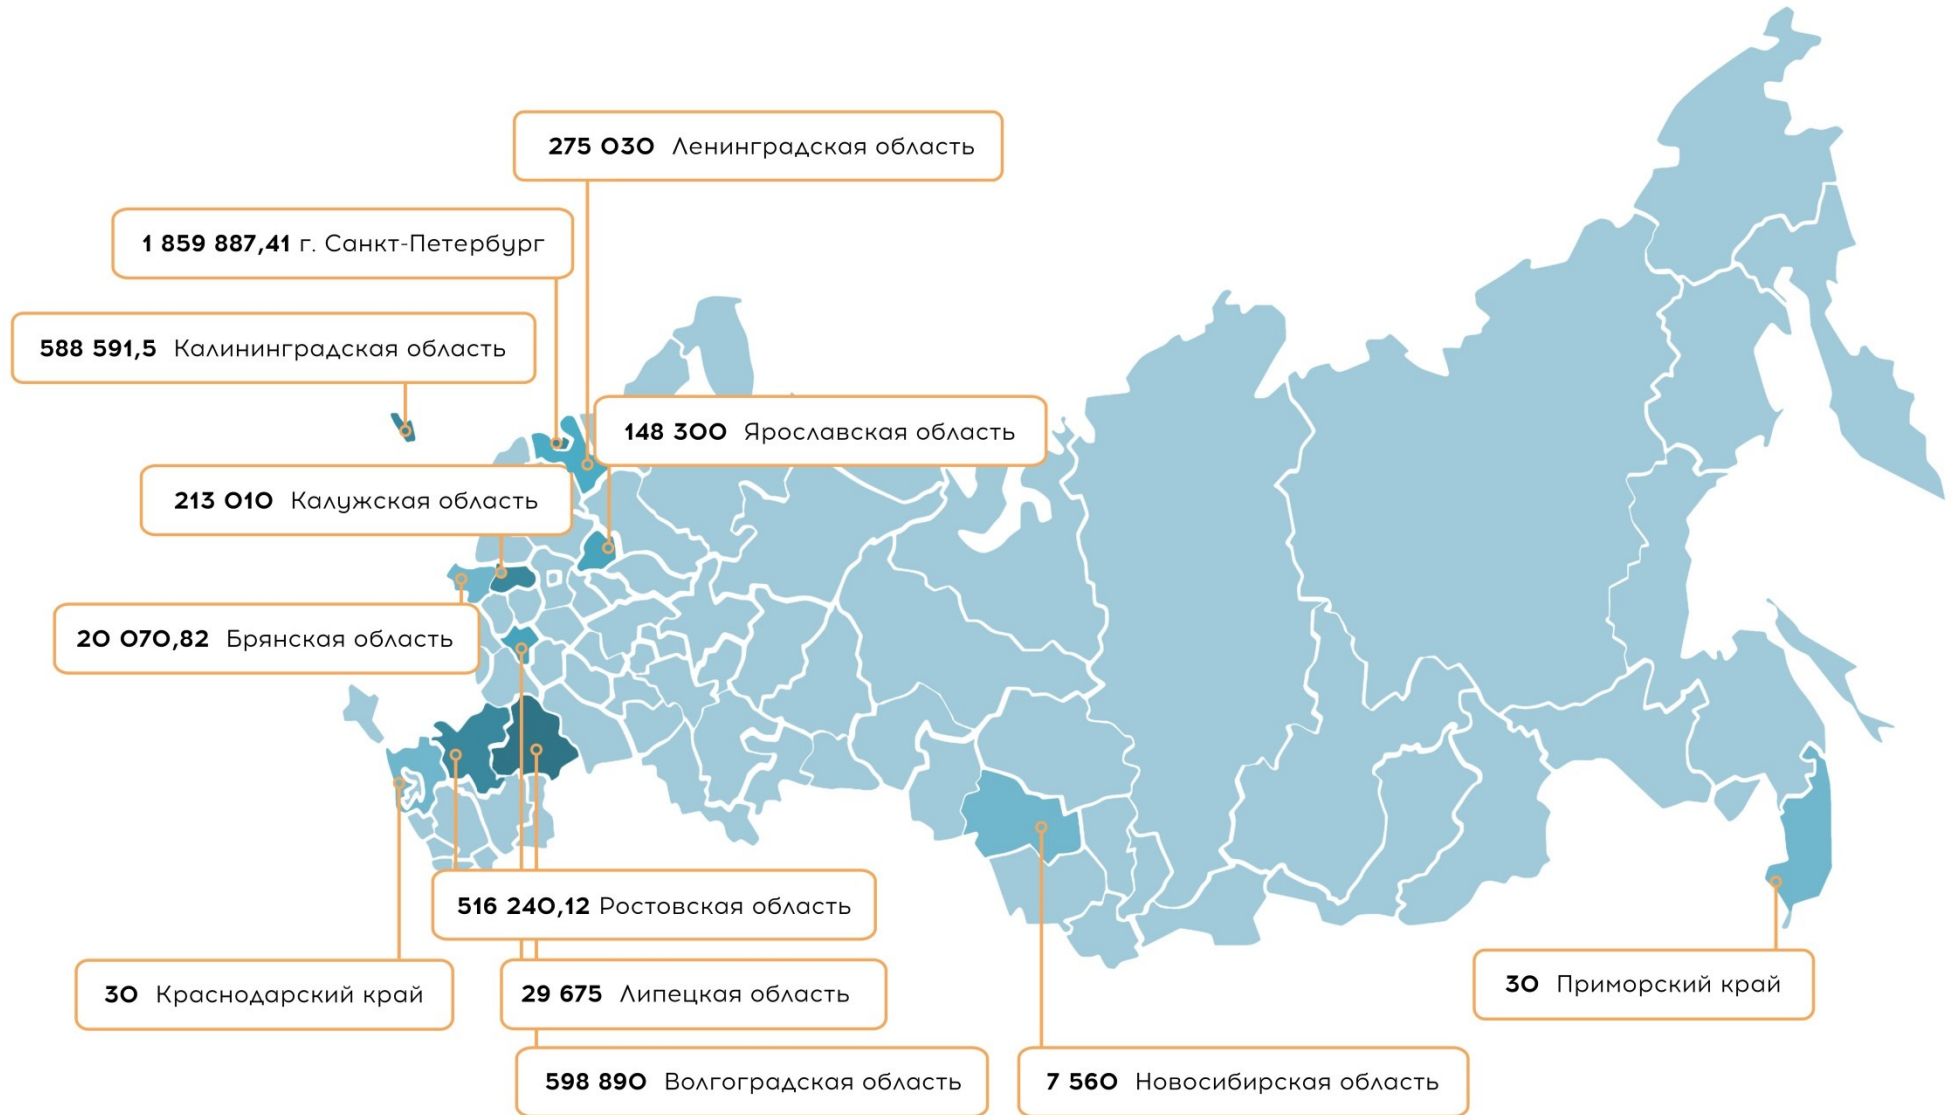 275 030 Ленинградская область
1 859 887,41 г. Санкт-Петербург
588 591,5 Калининградская область
148 300 Ярославская область
213 010 Калужская область
20 070,82 Брянская область
516 240,12 Ростовская область
30 Краснодарский край
29 675 Липецкая область
30 Приморский край
598 890 Волгоградская область
7 560 Новосибирская область